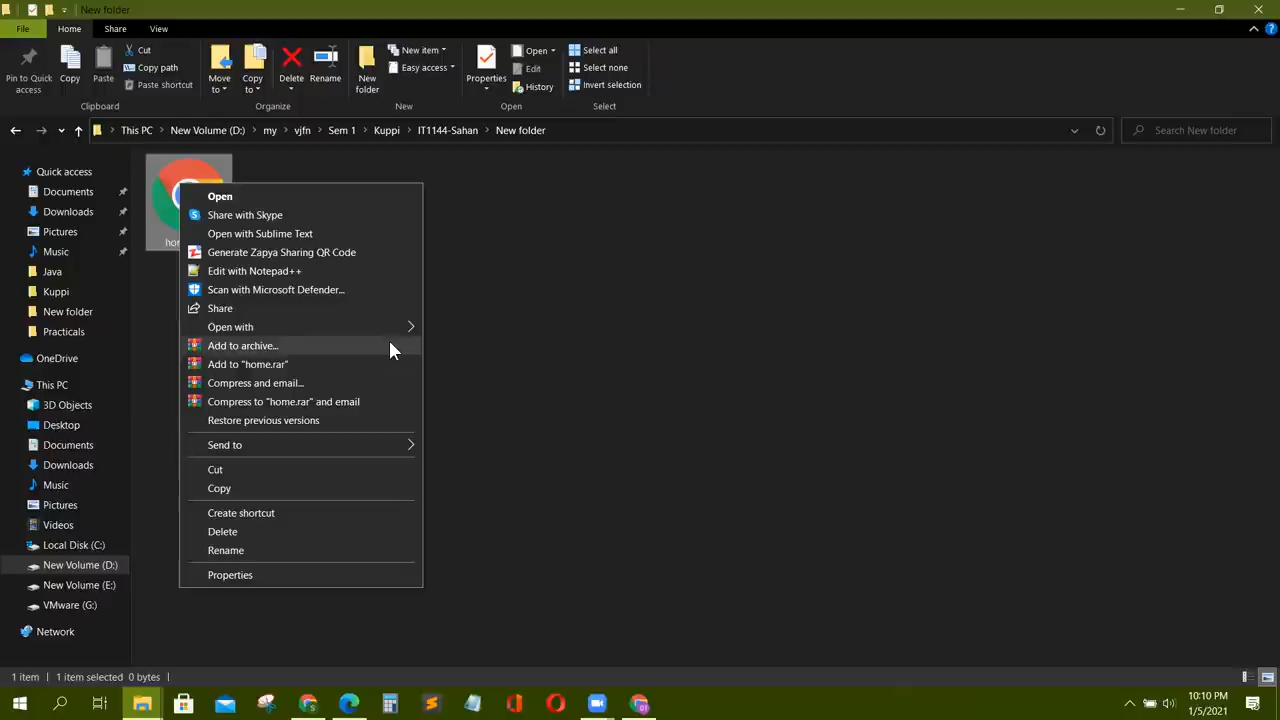 New folder
File
Home
Share
View
Pin to Quick
access
Copy
Paste
Cut
Copy path
Paste shortcut
Clipboard
Move
to
Copy
to
Delete
Rename
Organize
New
folder
New item
Easy access
New
Properties
Open
Edit
History
Open
Select all
Select none
Invert selection
Select
This PC
New Volume (D:)
my
vjfn
Sem 1
Kuppi
IT1144-Sahan
New folder
Search New folder
Quick access
Documents
Downloads
Pictures
Music
Java
Kuppi
New folder
Practicals
OneDrive
This PC
3D Objects
Desktop
Documents
Downloads
Music
Pictures
Videos
Local Disk (C:)
New Volume (D:)
New Volume (E:)
VMware (G:)
Network
Open
Share with Skype
Open with Sublime Text
Generate Zapya Sharing QR Code
Edit with Notepad++
Scan with Microsoft Defender...
Share
Open with
Add to archive...
Add to "home.rar"
Compress and email...
Compress to "home.rar" and email
Restore previous versions
Send to
Cut
Copy
Create shortcut
Delete
Rename
Properties
1 item
1 item selected 0 bytes
10:10 PM
1/5/2021